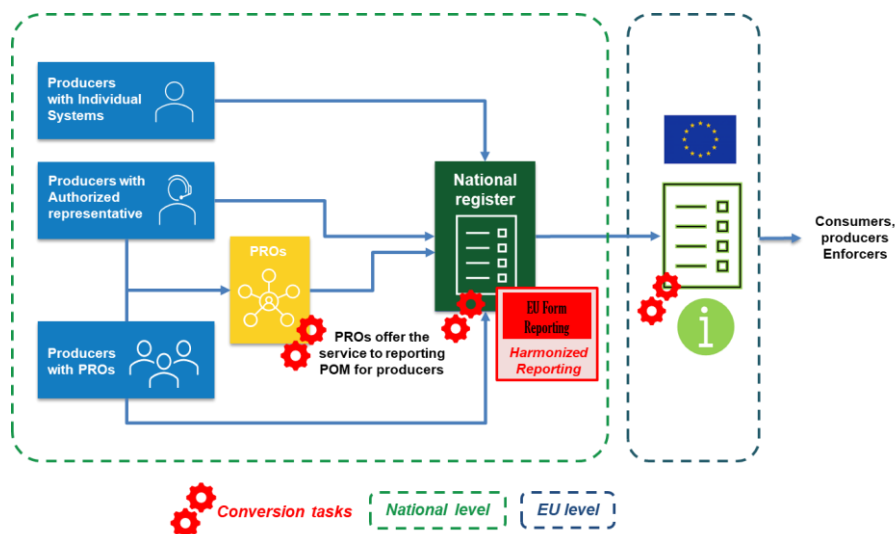 Producers
with Individual
Systems
Producers with
Authorized
representative
Producers
with PROs
PROs
PROs offer the
service to reporting
POM for producers
National
register
EU Form
Reporting
Harmonized
Reporting
Consumers,
producers
Enforcers
Conversion tasks
National level
EU level